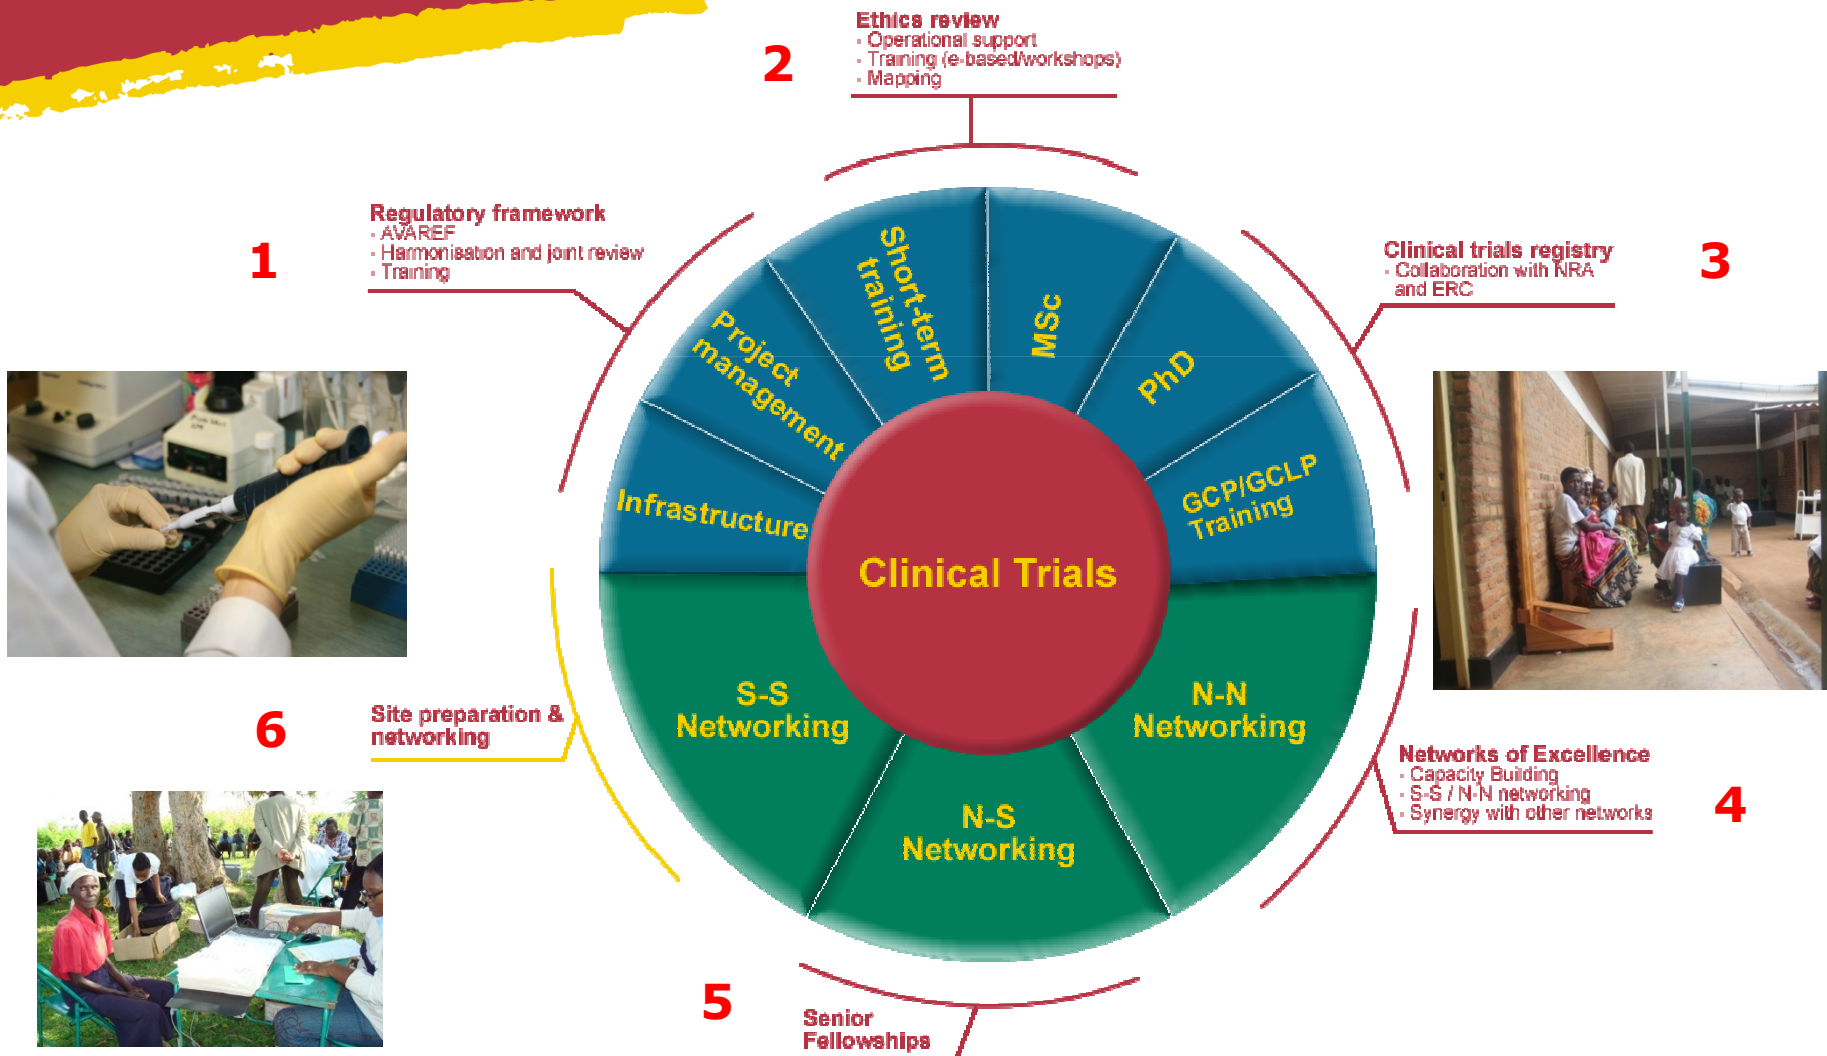 2
Ethics review
- Operational support
- Training (e-based/workshops)
- Mapping
1
Regulatory framework
- AVAREF
- Harmonisation and joint review
- Training
3
Clinical trials registry
- Collaboration with NRA
and ERC
Short-term
training
MSc
Project
management
PhD
Infrastructure
GCP/GCLP
Training
Clinical Trials
S-S
Networking
N-N
Networking
N-S
Networking
6
Site preparation &
networking
Networks of Excellence
- Capacity Building
- S-S / N-N networking
- Synergy with other networks
4
5
Senior
Fellowships